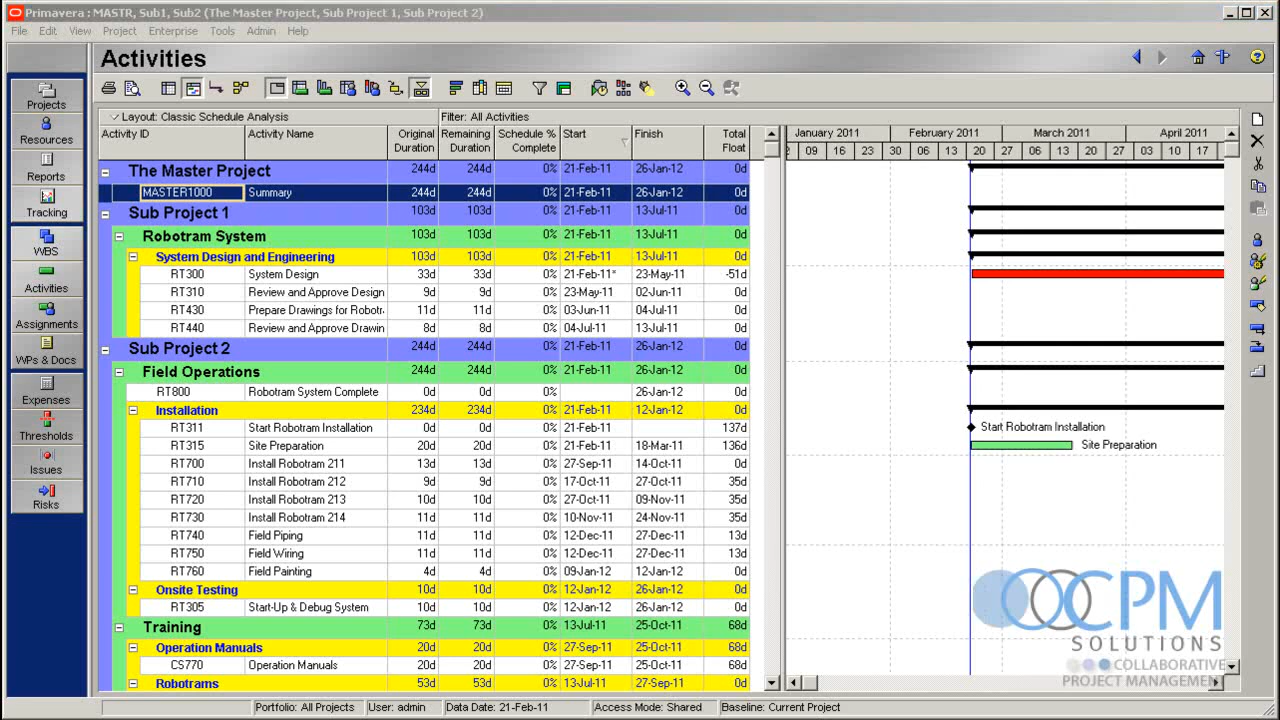 Primavera : MASTR, Sub1, Sub2 (The Master Project, Sub Project 1, Sub Project 2)
File Edit View Project Enterprise Tools Admin Help
Activities
Layout: Classic Schedule Analysis Filter: All Activities
Activity ID Activity Name Original Duration Remaining Duration Schedule % Complete Start Finish Total Float
January 2011 February 2011 March 2011 April 2011
09 16 23 30 06 13 20 27 06 13 20 27 03 10 17
The Master Project 244d 244d 0% 21-Feb-11 26-Jan-12 0d
MASTER1000 Summary 244d 244d 0% 21-Feb-11 26-Jan-12 0d
Sub Project 1 103d 103d 0% 21-Feb-11 13-Jul-11 0d
Robotram System 103d 103d 0% 21-Feb-11 13-Jul-11 0d
System Design and Engineering 103d 103d 0% 21-Feb-11 13-Jul-11 0d
RT300 System Design 33d 33d 0% 21-Feb-11* 23-May-11 -51d
RT310 Review and Approve Design 9d 9d 0% 23-May-11 02-Jun-11 0d
RT430 Prepare Drawings for Robotr 11d 11d 0% 03-Jun-11 04-Jul-11 0d
RT440 Review and Approve Drawin 8d 8d 0% 04-Jul-11 13-Jul-11 0d
Sub Project 2 244d 244d 0% 21-Feb-11 26-Jan-12 0d
Field Operations 244d 244d 0% 21-Feb-11 26-Jan-12 0d
RT800 Robotram System Complete 0d 0d 0% 26-Jan-12 0d
Installation 234d 234d 0% 21-Feb-11 12-Jan-12 0d
RT311 Start Robotram Installation 0d 0d 0% 21-Feb-11 137d Start Robotram Installation
RT315 Site Preparation 20d 20d 0% 21-Feb-11 18-Mar-11 136d Site Preparation
RT700 Install Robotram 211 13d 13d 0% 27-Sep-11 14-Oct-11 35d
RT710 Install Robotram 212 9d 9d 0% 17-Oct-11 27-Oct-11 35d
RT720 Install Robotram 213 10d 10d 0% 27-Oct-11 09-Nov-11 35d
RT730 Install Robotram 214 11d 11d 0% 10-Nov-11 24-Nov-11 35d
RT740 Field Piping 11d 11d 0% 12-Dec-11 27-Dec-11 13d
RT750 Field Wiring 11d 11d 0% 12-Dec-11 27-Dec-11 13d
RT760 Field Painting 4d 4d 0% 09-Jan-12 12-Jan-12 0d
Onsite Testing 10d 10d 0% 12-Jan-12 26-Jan-12 0d
RT305 Start-Up & Debug System 10d 10d 0% 12-Jan-12 26-Jan-12 0d
Training 73d 73d 0% 13-Jul-11 25-Oct-11 68d
Operation Manuals 20d 20d 0% 27-Sep-11 25-Oct-11 68d
CS770 Operation Manuals 20d 20d 0% 27-Sep-11 25-Oct-11 68d
Robotrams 53d 53d 0% 13-Jul-11 27-Sep-11 0d
Projects
Resources
Reports
Tracking
WBS
Activities
Assignments
WPs & Docs
Expenses
Thresholds
Issues
Risks
CPM
SOLUTIONS
COLLABORATIVE
PROJECT MANAGEMENT
Portfolio: All Projects User: admin Data Date: 21-Feb-11 Access Mode: Shared Baseline: Current Project